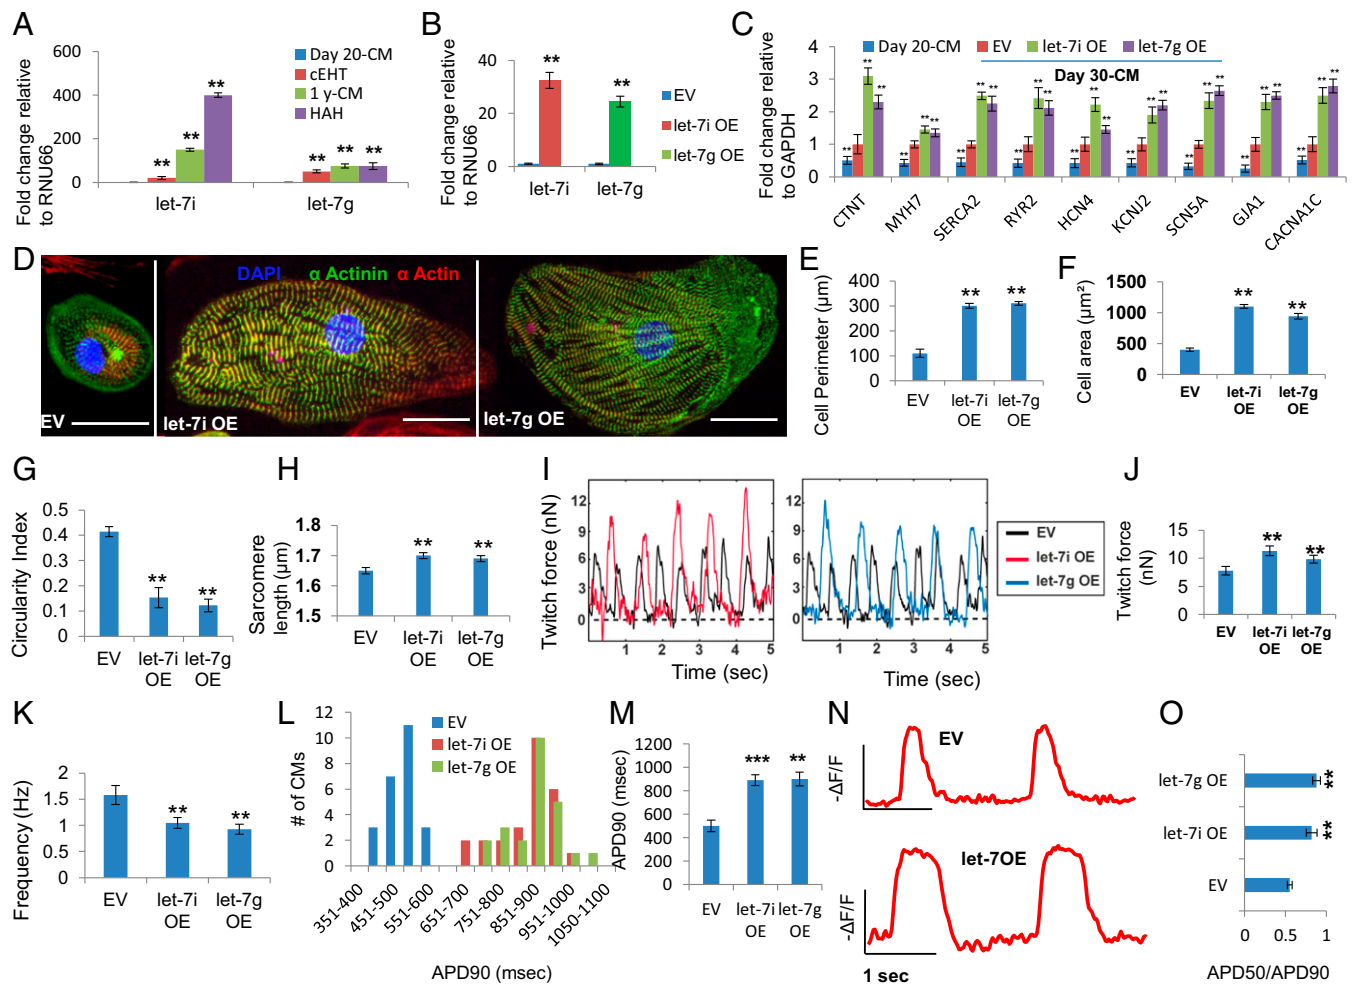 A
Fold change relative
to RNU66
600
400
200
0
Day 20-CM
cEHT
1 y-CM
HAH
** ** ** ** ** **
let-7i let-7g
B
Fold change relative
to RNU66
40
20
0
** **
EV
let-7i OE
let-7g OE
let-7i let-7g
C
Fold change relative
to GAPDH
Day 20-CM EV let-7i OE let-7g OE
Day 30-CM
4
3
2
1
0
** ** ** ** ** ** ** ** **
** ** ** ** ** ** ** ** **
** ** ** ** ** ** ** ** **
CTNT MYH7 SERCA2 RYR2 HCN4 KCNJ2 SCN5A GJA1 CACNA1C
D
DAPI α Actinin α Actin
EV let-7i OE let-7g OE
E
Cell Perimeter (µm)
400
300
200
100
0
** **
EV let-7i let-7g
OE OE
F
Cell area (µm²)
1500
1000
500
0
** **
EV let-7i let-7g
OE OE
G
Circularity Index
0.5
0.4
0.3
0.2
0.1
0
** **
EV let-7i let-7g
OE OE
H
Sarcomere
length (µm)
1.8
1.7
1.6
1.5
** **
EV let-7i let-7g
OE OE
I
Twitch force (nN)
12
9
6
3
0
1 2 3 4 5
Time (sec)
12
9
6
3
0
1 2 3 4 5
Time (sec)
EV
let-7i OE
let-7g OE
J
Twitch force
(nN)
15
10
5
0
** **
EV let-7i let-7g
OE OE
K
Frequency (Hz)
2
1.5
1
0.5
0
** **
EV let-7i let-7g
OE OE
L
# of CMs
12
10
8
6
4
2
0
EV
let-7i OE
let-7g OE
351-400 451-500 551-600 651-700 751-800 851-900 951-1000 1050-1100
APD90 (msec)
M
APD90 (msec)
1200
1000
800
600
400
200
0
*** **
EV let-7i let-7g
OE OE
N
-ΔF/F
EV
-ΔF/F
let-7OE
1 sec
O
let-7g OE **
let-7i OE **
EV
0 0.5 1
APD50/APD90